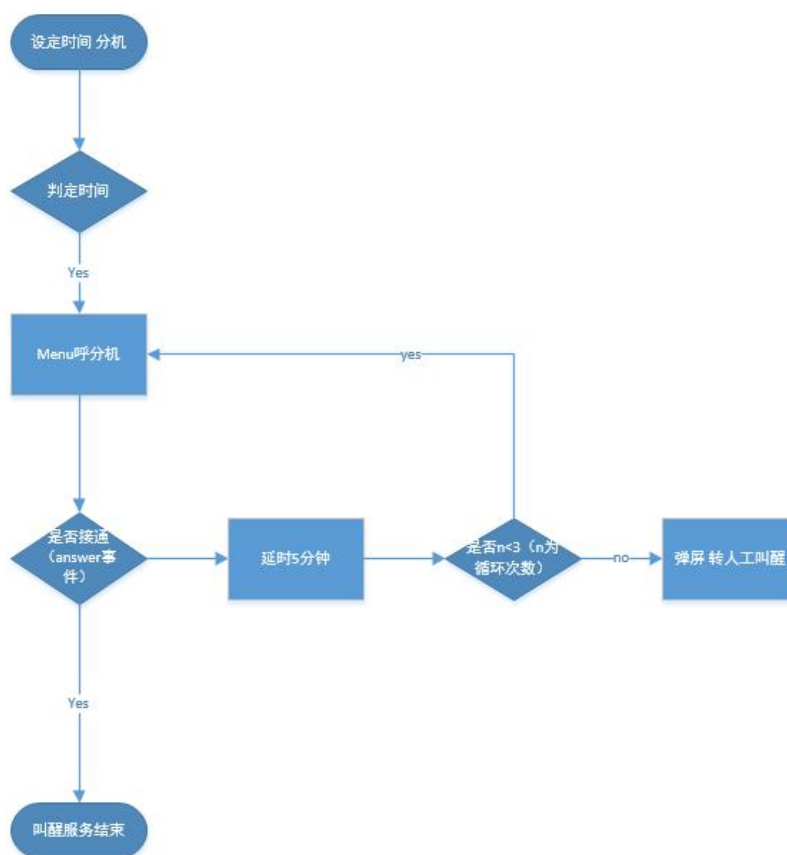 设定时间 分机
判定时间
Yes
Menu呼分机
yes
是否接通
（answer事
件）
延时5分钟
是否n<3（n为
循环次数）
no
弹屏 转人工叫醒
Yes
叫醒服务结束